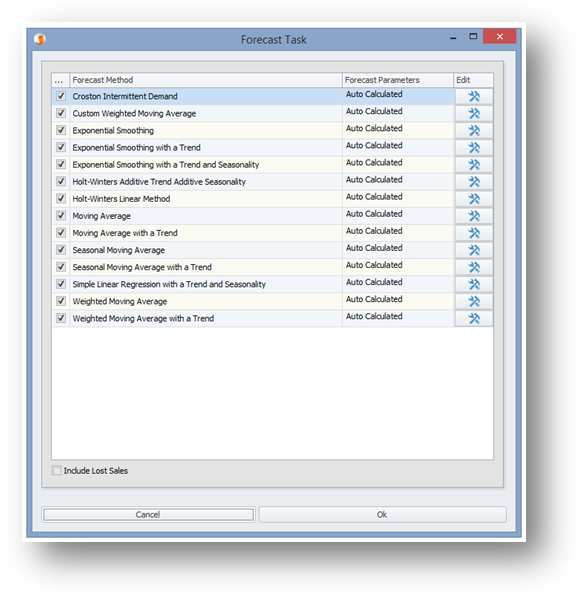 Forecast Task
... Forecast Method Forecast Parameters Edit
Croston Intermittent Demand Auto Calculated
Custom Weighted Moving Average Auto Calculated
Exponential Smoothing Auto Calculated
Exponential Smoothing with a Trend Auto Calculated
Exponential Smoothing with a Trend and Seasonality Auto Calculated
Holt-Winters Additive Trend Additive Seasonality Auto Calculated
Holt-Winters Linear Method Auto Calculated
Moving Average Auto Calculated
Moving Average with a Trend Auto Calculated
Seasonal Moving Average Auto Calculated
Seasonal Moving Average with a Trend Auto Calculated
Simple Linear Regression with a Trend and Seasonality Auto Calculated
Weighted Moving Average Auto Calculated
Weighted Moving Average with a Trend Auto Calculated
Include Lost Sales
Cancel Ok